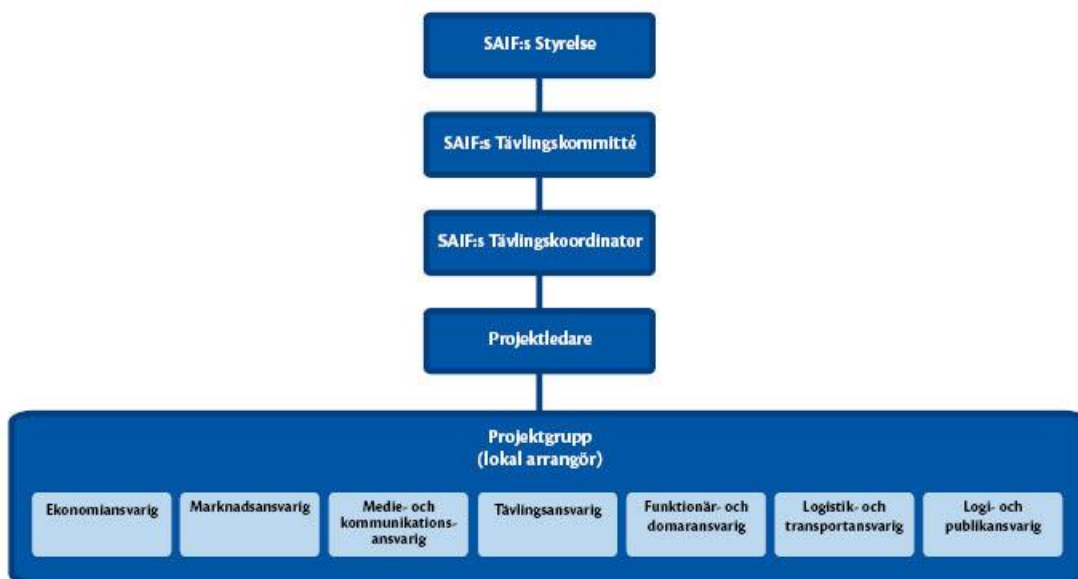 SAIF:s Styrelse
SAIF:s Tävlingskommitté
SAIF:s Tävlingskoordinator
Projektledare
Projektgrupp
(lokal arrangör)
Ekonomiansvarig
Marknadsansvarig
Medie- och
kommunikations-
ansvarig
Tävlingsansvarig
Funktionär- och
domaransvarig
Logistik- och
transportansvarig
Logi- och
publikansvarig